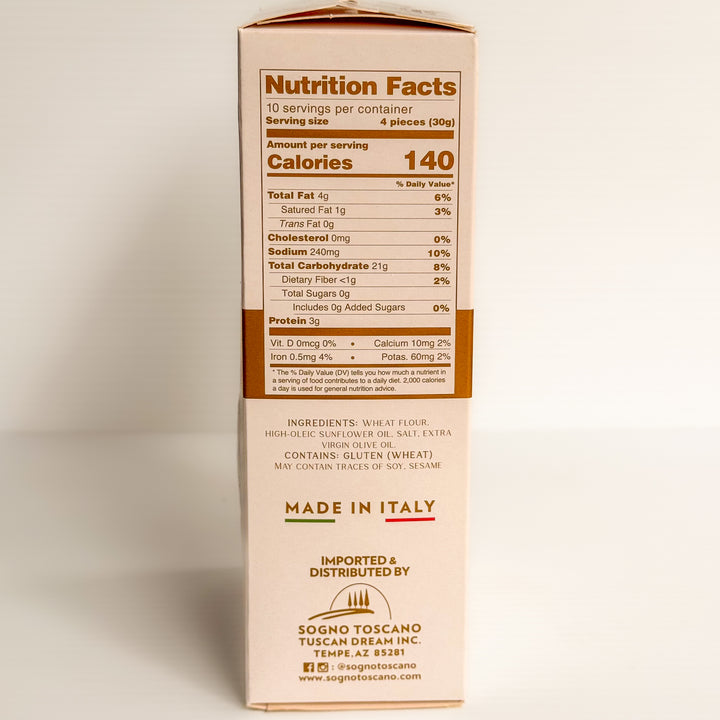 Nutrition Facts
10 servings per container
Serving size 4 pieces (30g)
Amount per serving
Calories 140
% Daily Value*
Total Fat 4g 6%
Satured Fat 1g 3%
Trans Fat 0g
Cholesterol 0mg 0%
Sodium 240mg 10%
Total Carbohydrate 21g 8%
Dietary Fiber <1g 2%
Total Sugars 0g
Includes 0g Added Sugars 0%
Protein 3g
Vit. D 0mcg 0% • Calcium 10mg 2%
Iron 0.5mg 4% • Potas. 60mg 2%
* The % Daily Value (DV) tells you how much a nutrient in
a serving of food contributes to a daily diet. 2,000 calories
a day is used for general nutrition advice.
INGREDIENTS: WHEAT FLOUR,
HIGH-OLEIC SUNFLOWER OIL, SALT, EXTRA
VIRGIN OLIVE OIL.
CONTAINS: GLUTEN (WHEAT)
MAY CONTAIN TRACES OF SOY, SESAME
MADE IN ITALY
IMPORTED &
DISTRIBUTED BY
SOGNO TOSCANO
TUSCAN DREAM INC.
TEMPE, AZ 85281
: @sognotoscano
www.sognotoscano.com